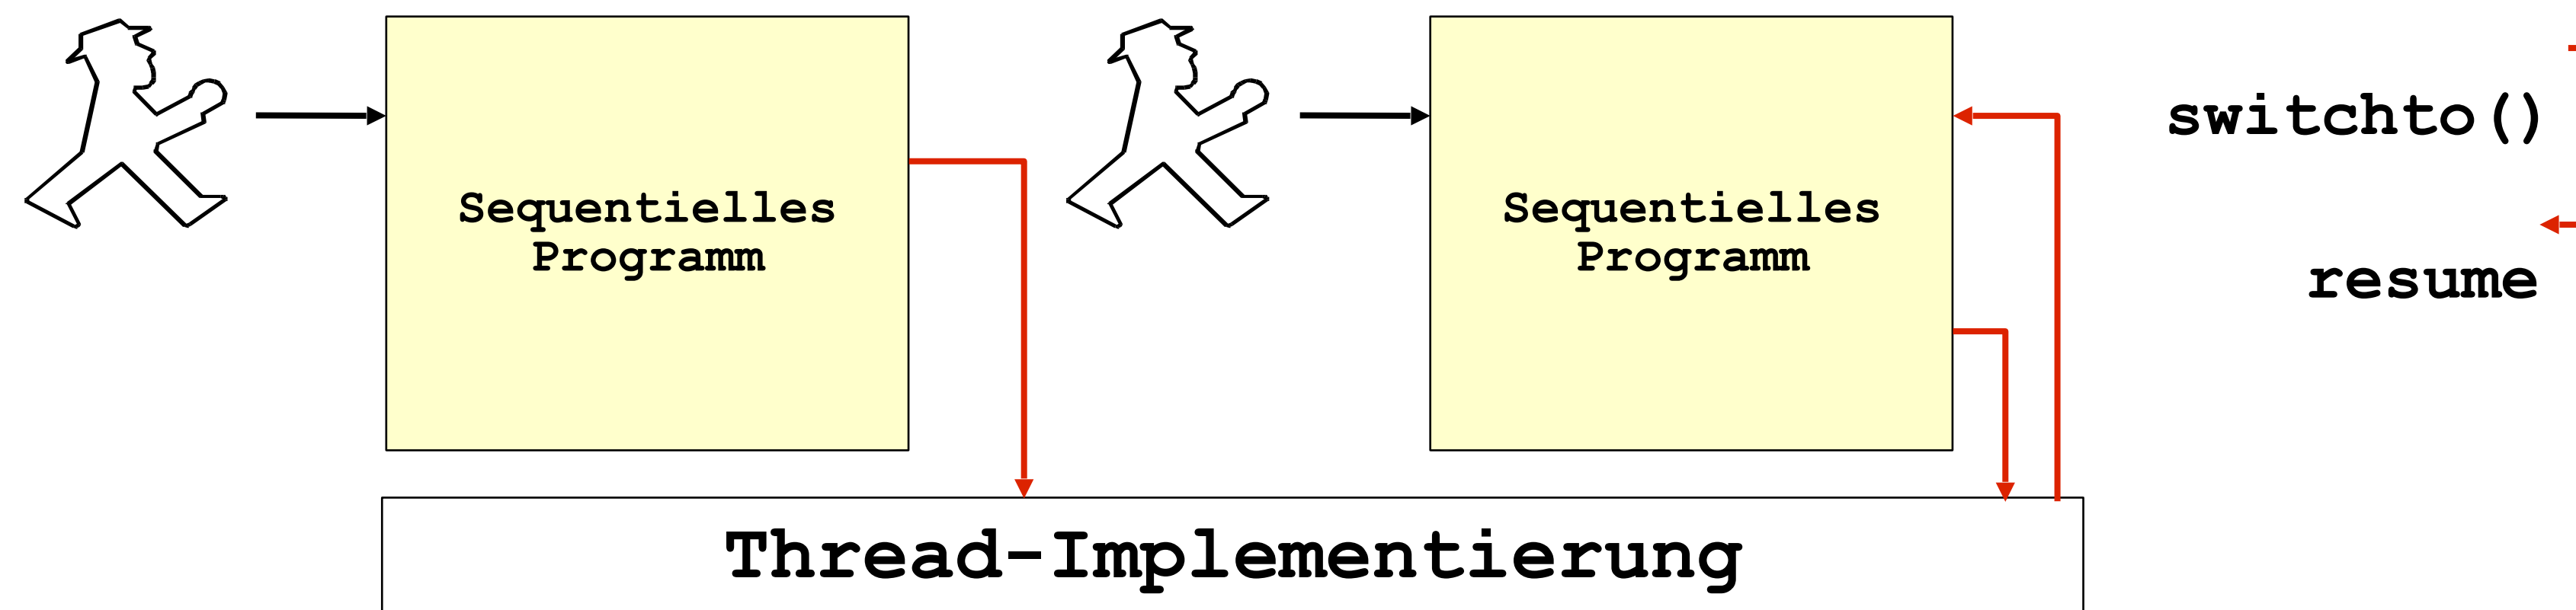 Sequentielles
Programm
Sequentielles
Programm
switchto()
resume
Thread-Implementierung